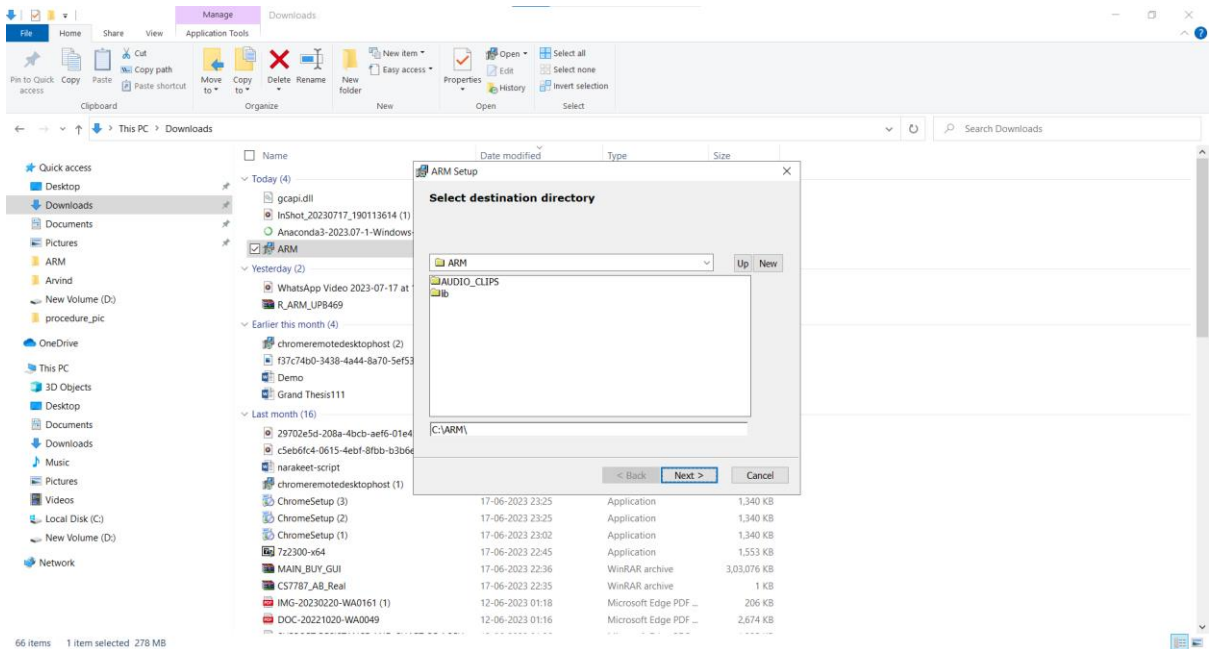 Manage
Downloads
File Home Share View Application Tools
Pin to Quick access
Copy
Paste
Cut
Copy path
Paste shortcut
Clipboard
Move to
Copy to
Delete
Rename
Organize
New folder
New item
Easy access
New
Properties
Open
Edit
History
Open
Select all
Select none
Invert selection
Select
This PC > Downloads
Search Downloads
Quick access
Desktop
Downloads
Documents
Pictures
ARM
Arvind
New Volume (D:)
procedure_pic
OneDrive
This PC
3D Objects
Desktop
Documents
Downloads
Music
Pictures
Videos
Local Disk (C:)
New Volume (D:)
Network
Name Date modified Type Size
Today (4)
gcapi.dll
InShot_20230717_190113614 (1)
Anaconda3-2023.07-1-Windows-
ARM
Yesterday (2)
WhatsApp Video 2023-07-17 at
R_ARM_UPB469
Earlier this month (4)
chromeremotedesktophost (2)
f37c74b0-3438-4a44-8a70-5ef53
Demo
Grand Thesis111
Last month (16)
29702e5d-208a-4bcb-aef6-01e4
c5eb6fc4-0615-4ebf-8fbb-b3b6e
narakeet-script
chromeremotedesktophost (1)
ChromeSetup (3) 17-06-2023 23:25 Application 1,340 KB
ChromeSetup (2) 17-06-2023 23:25 Application 1,340 KB
ChromeSetup (1) 17-06-2023 23:02 Application 1,340 KB
7z2300-x64 17-06-2023 22:45 Application 1,553 KB
MAIN_BUY_GUI 17-06-2023 22:36 WinRAR archive 3,03,076 KB
CS7787_AB_Real 17-06-2023 22:35 WinRAR archive 1 KB
IMG-20230220-WA0161 (1) 12-06-2023 01:18 Microsoft Edge PDF ... 206 KB
DOC-20221020-WA0049 12-06-2023 01:16 Microsoft Edge PDF ... 2,674 KB
ARM Setup
Select destination directory
ARM
Up New
AUDIO_CLIPS
lib
C:\ARM\
< Back Next > Cancel
66 items 1 item selected 278 MB